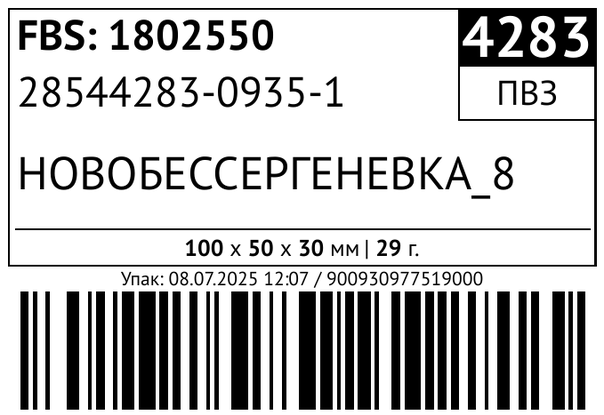 FBS: 1802550
4283
28544283-0935-1
ПВЗ
НОВОБЕССЕРГЕНЕВКА_8
100 x 50 x 30 мм | 29 г.
Упак: 08.07.2025 12:07 / 900930977519000